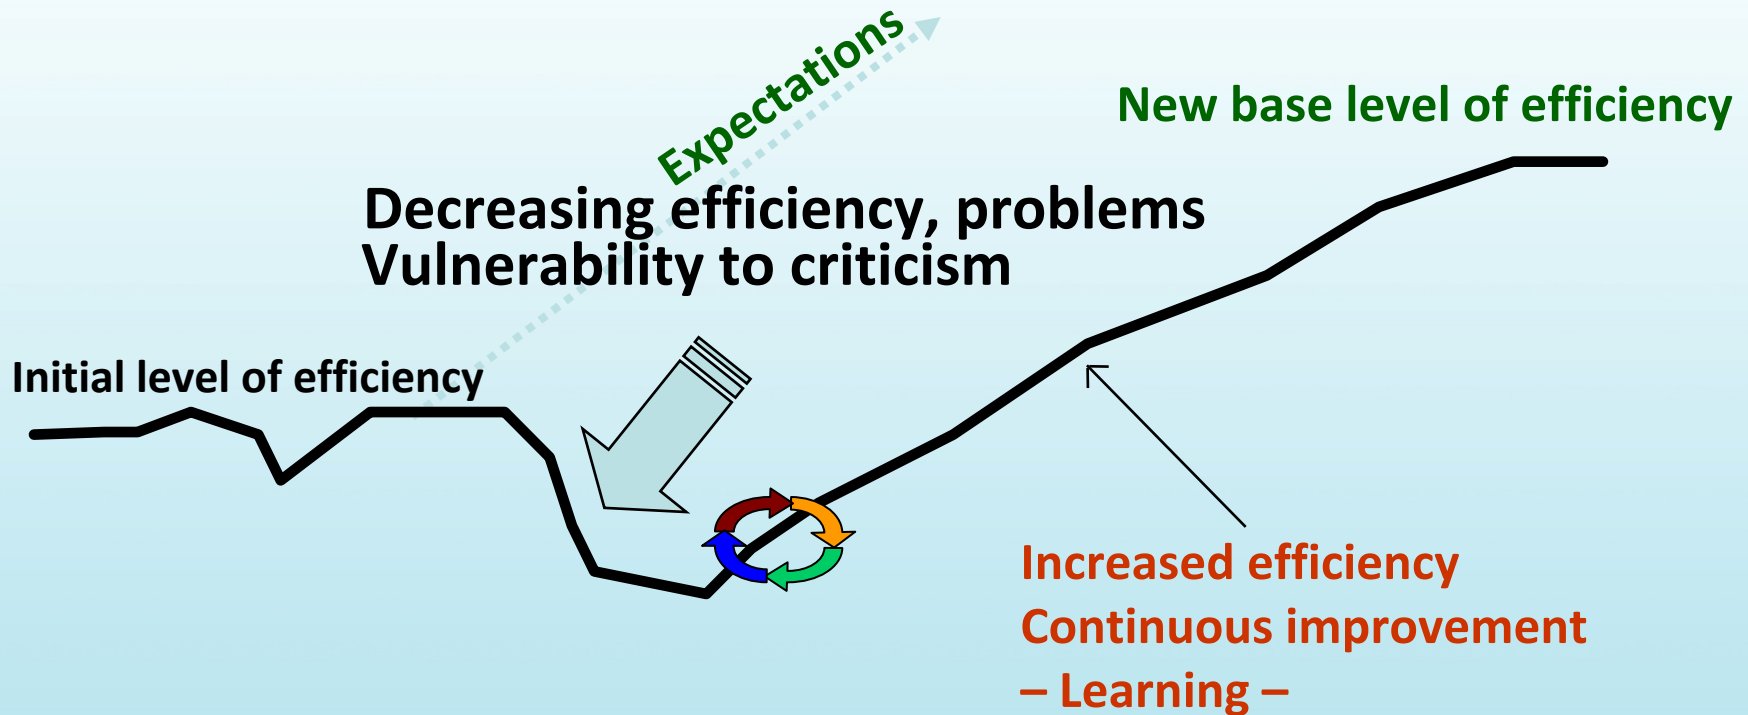 Expectations
New base level of efficiency
Decreasing efficiency, problems
Vulnerability to criticism
Initial level of efficiency
Increased efficiency
Continuous improvement
– Learning –